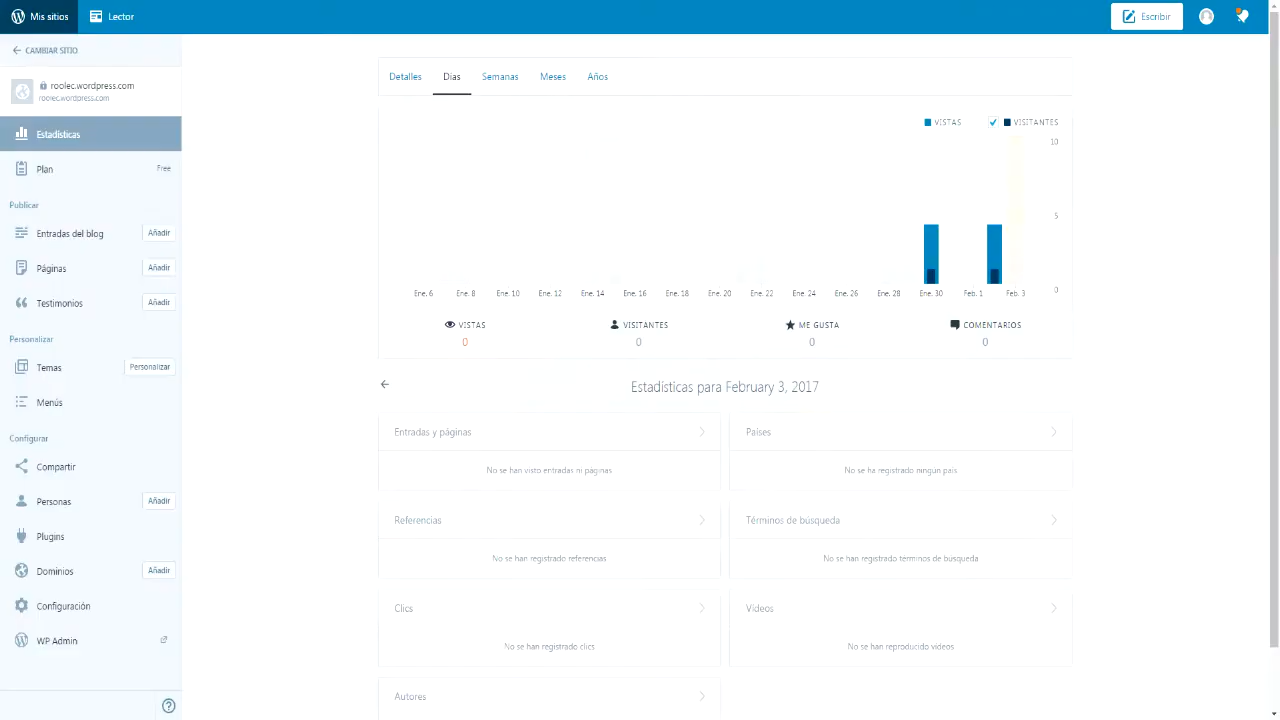 Mis sitios
Lector
Escribir
CAMBIAR SITIO
roolec.wordpress.com
roolec.wordpress.com
Estadísticas
Plan
Free
Publicar
Entradas del blog
Añadir
Páginas
Añadir
Testimonios
Añadir
Personalizar
Temas
Personalizar
Menús
Configurar
Compartir
Personas
Añadir
Plugins
Dominios
Añadir
Configuración
WP Admin
Detalles
Días
Semanas
Meses
Años
VISTAS
VISITANTES
10
5
0
Ene. 6
Ene. 8
Ene. 10
Ene. 12
Ene. 14
Ene. 16
Ene. 18
Ene. 20
Ene. 22
Ene. 24
Ene. 26
Ene. 28
Ene. 30
Feb. 1
Feb. 3
VISTAS
0
VISITANTES
0
ME GUSTA
0
COMENTARIOS
0
Estadísticas para February 3, 2017
Entradas y páginas
No se han visto entradas ni páginas
Países
No se ha registrado ningún país
Referencias
No se han registrado referencias
Términos de búsqueda
No se han registrado términos de búsqueda
Clics
No se han registrado clics
Vídeos
No se han reproducido vídeos
Autores